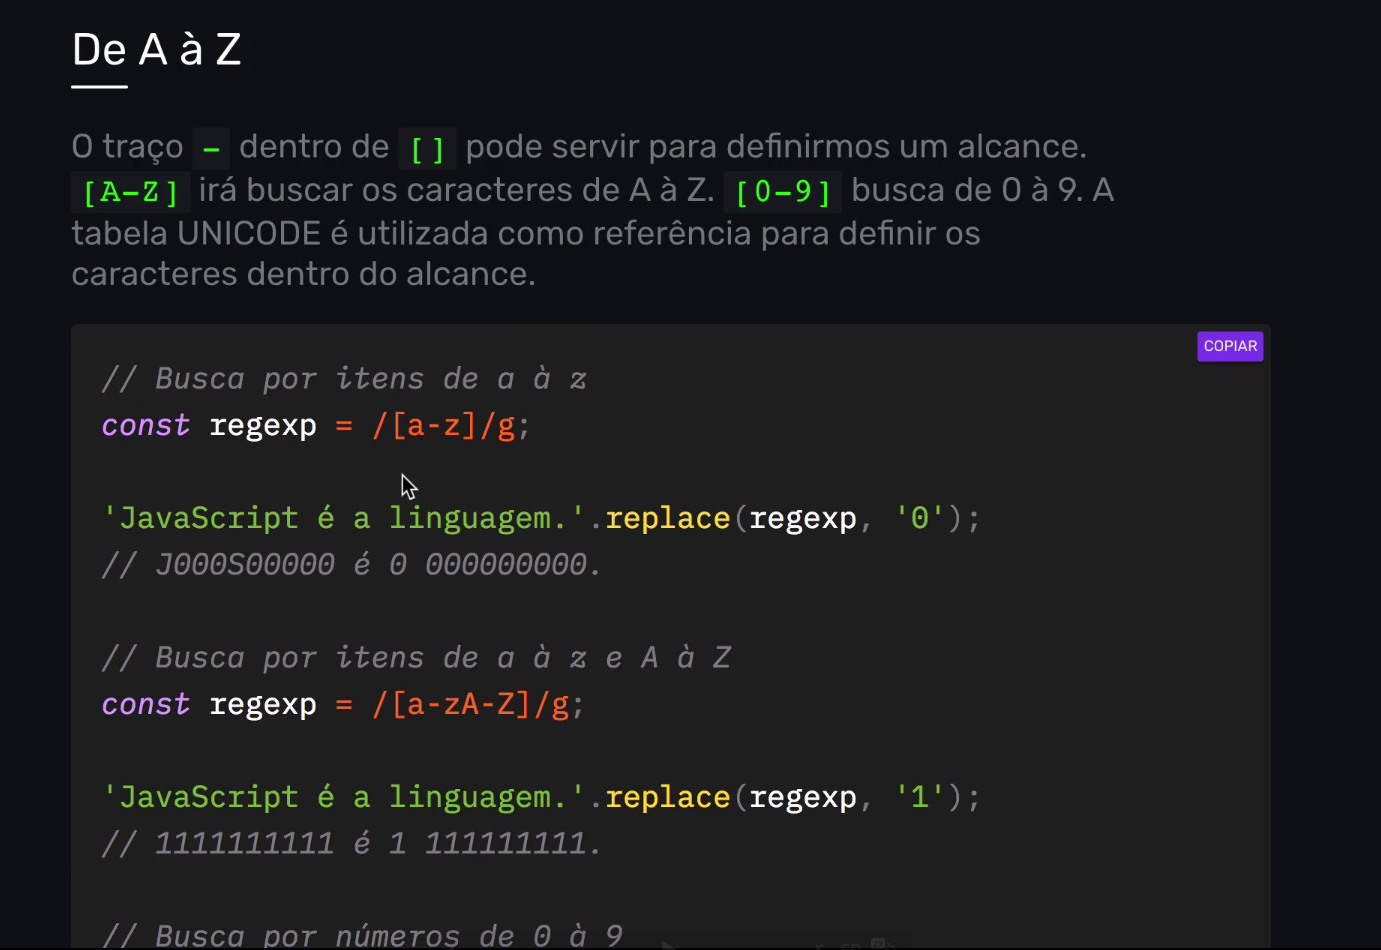 De A à Z
O traço - dentro de [] pode servir para definirmos um alcance.
[A-Z] irá buscar os caracteres de A à Z. [0-9] busca de 0 à 9. A
tabela UNICODE é utilizada como referência para definir os
caracteres dentro do alcance.
COPIAR
// Busca por itens de a à z
const regexp = /[a-z]/g;
'JavaScript é a linguagem.'.replace(regexp, '0');
// J000S00000 é 0 000000000.
// Busca por itens de a à z e A à Z
const regexp = /[a-zA-Z]/g;
'JavaScript é a linguagem.'.replace(regexp, '1');
// 1111111111 é 1 111111111.
// Busca por números de 0 à 9